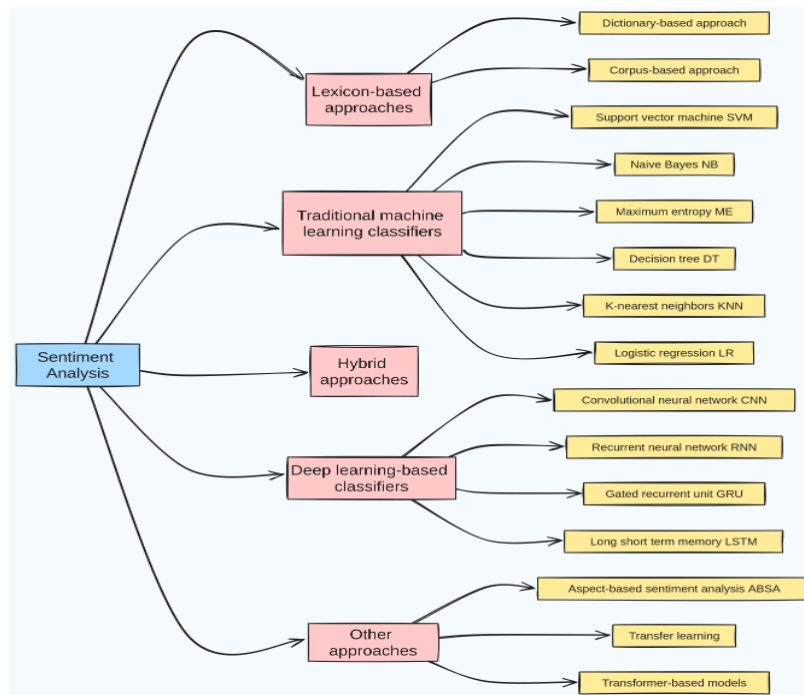 Dictionary-based approach
Corpus-based approach
Lexicon-based
approaches
Support vector machine SVM
Naive Bayes NB
Maximum entropy ME
Traditional machine
learning classifiers
Decision tree DT
K-nearest neighbors KNN
Logistic regression LR
Sentiment
Analysis
Hybrid
approaches
Convolutional neural network CNN
Recurrent neural network RNN
Deep learning-based
classifiers
Gated recurrent unit GRU
Long short term memory LSTM
Aspect-based sentiment analysis ABSA
Other
approaches
Transfer learning
Transformer-based models